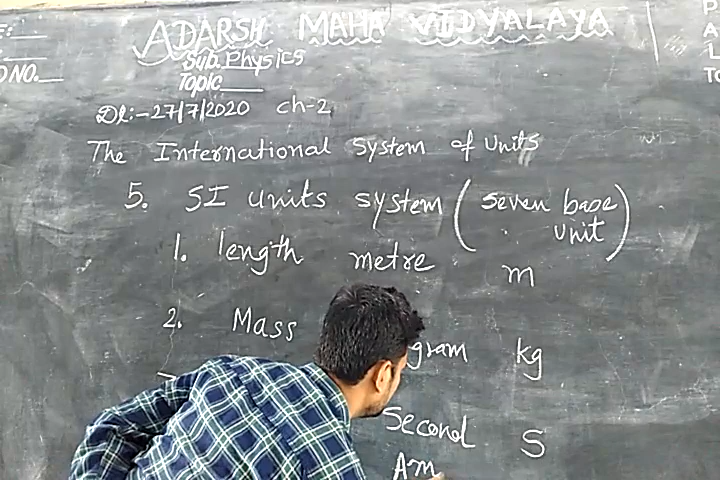 ADARSH MAHA VIDYALAYA
Sub. Physics
Topic
NO.
Dt:-27/7/2020 ch-2
The International System of Units
5. SI units system (seven base unit)
1. length metre m
2. Mass gram kg
Second S
Am